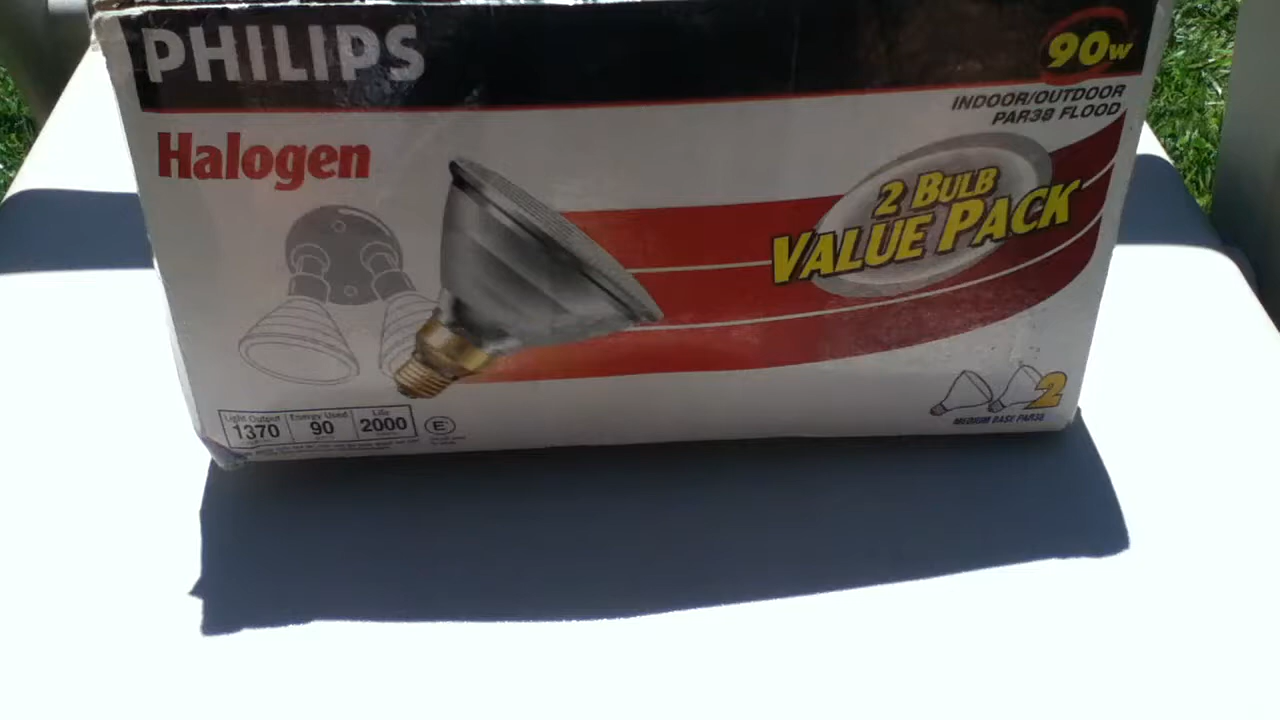 PHILIPS
90W
INDOOR/OUTDOOR
PAR38 FLOOD
Halogen
2 BULB
VALUE PACK
Light Output
Energy Used
Life
1370
90
2000
E
2
MEDIUM BASE PAR38